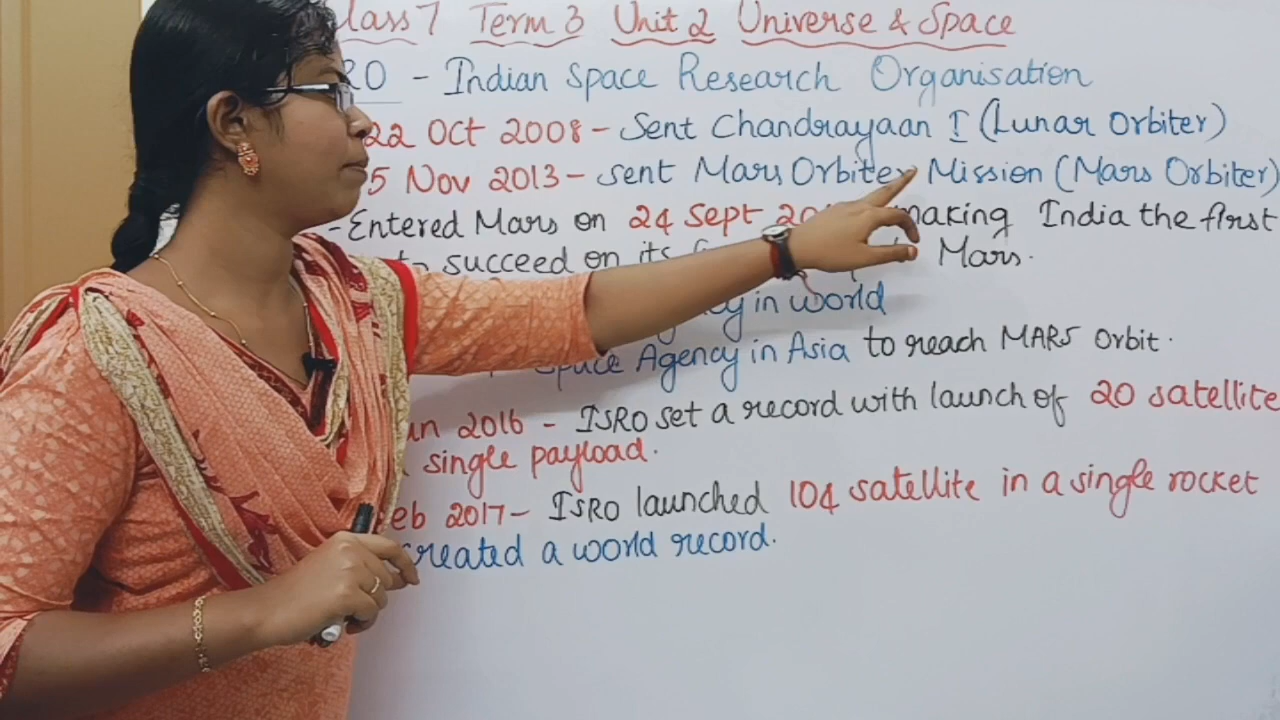 Class 7 Term 3 Unit 2 Universe & Space
RO - Indian Space Research Organisation
22 Oct 2008 - Sent Chandrayaan I (Lunar Orbiter)
5 Nov 2013 - sent Mars Orbiter Mission (Mars Orbiter)
- Entered Mars on 24 Sept making India the first
to succeed on its Mars.
in world
Space Agency in Asia to reach MARS Orbit.
2016 - ISRO set a record with launch of 20 satellite
single payload.
eb 2017 - ISRO launched 104 satellite in a single rocket
created a world record.